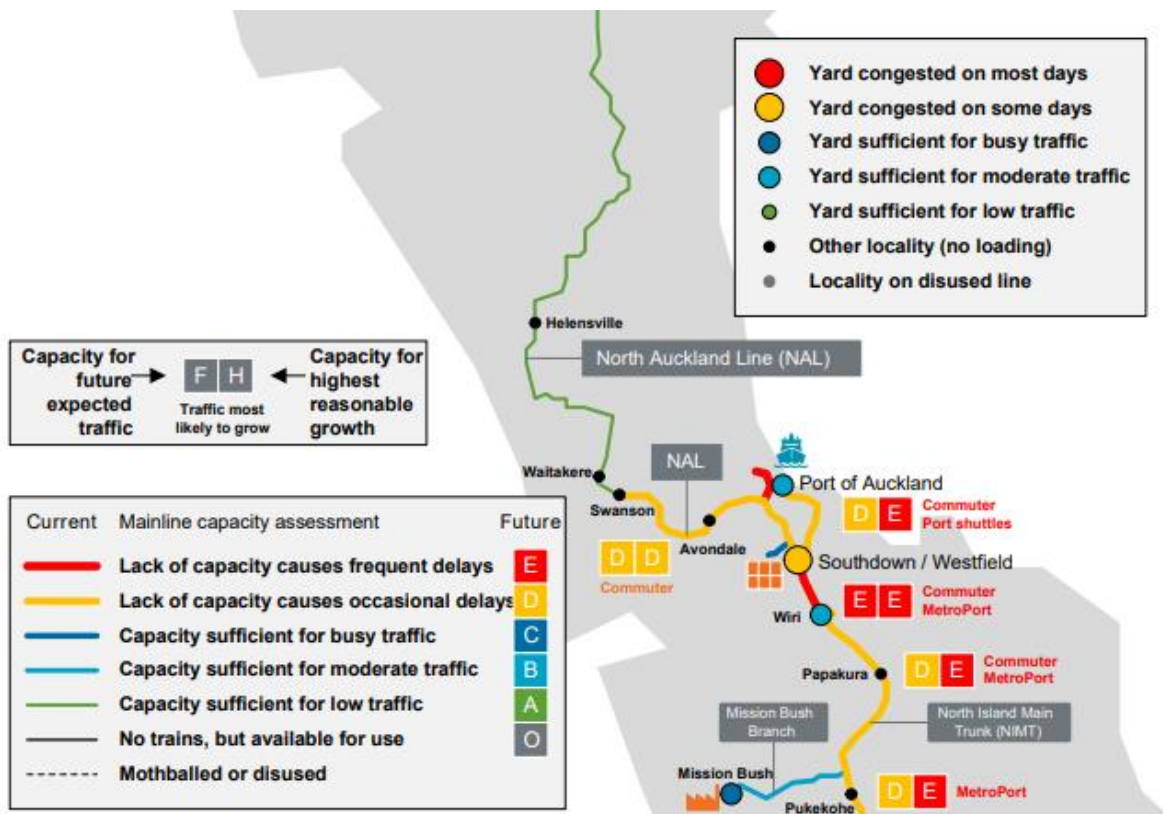 Yard congested on most days
Yard congested on some days
Yard sufficient for busy traffic
Yard sufficient for moderate traffic
Yard sufficient for low traffic
Other locality (no loading)
Locality on disused line
Helensville
North Auckland Line (NAL)
Capacity for
future
expected
traffic
F H
Traffic most
likely to grow
Capacity for
highest
reasonable
growth
Waitakere
Swanson
NAL
Avondale
D D
Commuter
Port of Auckland
D E
Commuter
Port shuttles
Southdown / Westfield
Wiri
E E
Commuter
MetroPort
Papakura
D E
Commuter
MetroPort
Mission Bush
Branch
North Island Main
Trunk (NIMT)
Mission Bush
Pukekohe
D E
MetroPort
Current Mainline capacity assessment Future
Lack of capacity causes frequent delays E
Lack of capacity causes occasional delays D
Capacity sufficient for busy traffic C
Capacity sufficient for moderate traffic B
Capacity sufficient for low traffic A
No trains, but available for use O
Mothballed or disused